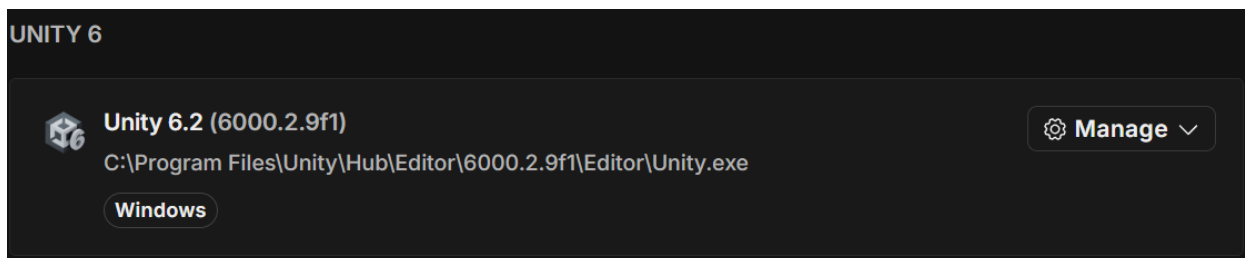 UNITY 6
Unity 6.2 (6000.2.9f1)
Manage
C:\Program Files\Unity\Hub\Editor\6000.2.9f1\Editor\Unity.exe
Windows